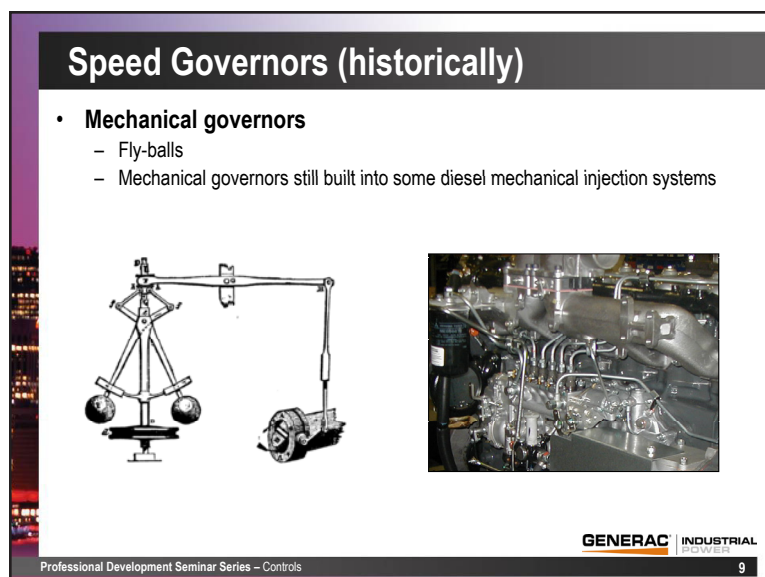 Speed Governors (historically)
• Mechanical governors
– Fly-balls
– Mechanical governors still built into some diesel mechanical injection systems
GENERAC INDUSTRIAL
POWER
Professional Development Seminar Series – Controls 9